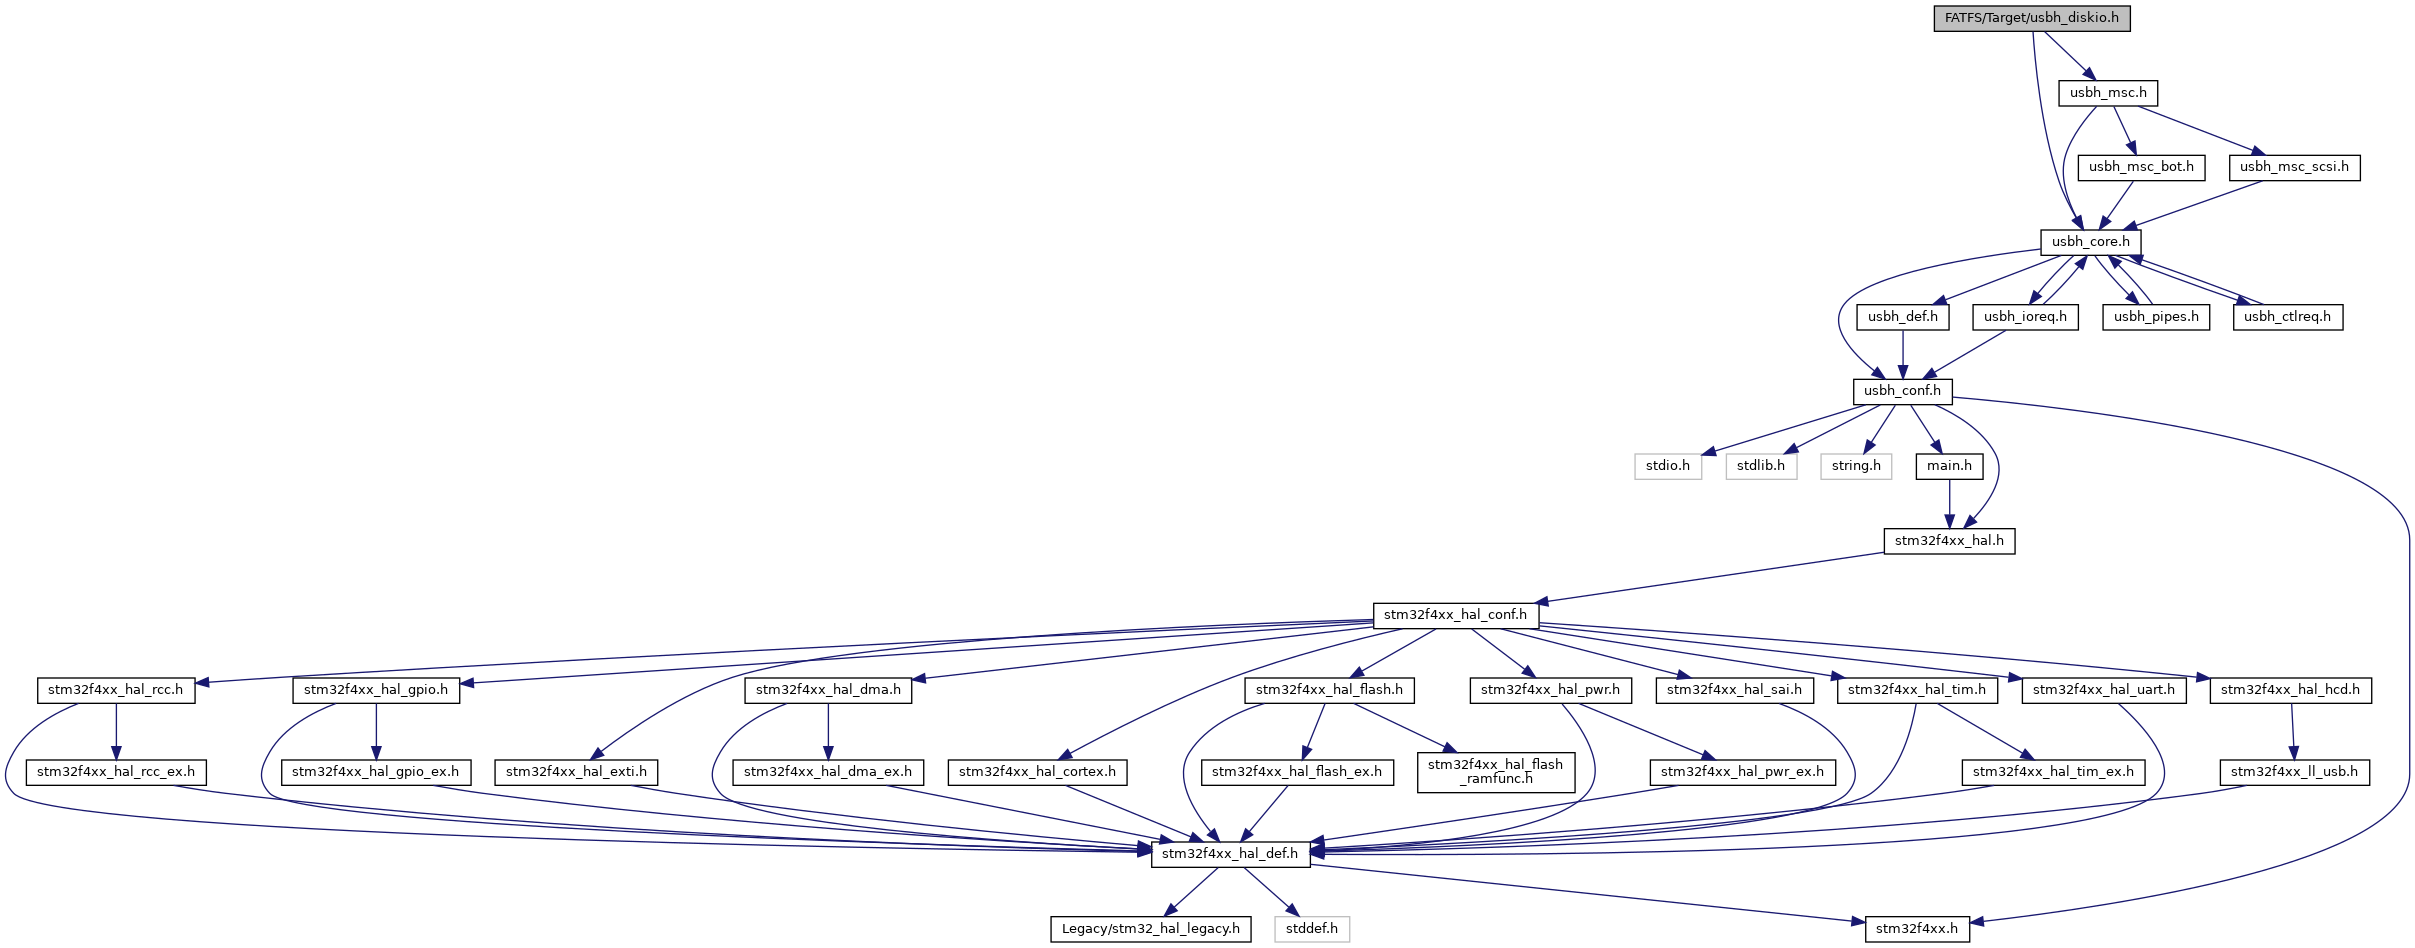 FATFS/Target/usbh_diskio.h
usbh_msc.h
usbh_msc_bot.h
usbh_msc_scsi.h
usbh_core.h
usbh_def.h
usbh_ioreq.h
usbh_pipes.h
usbh_ctlreq.h
usbh_conf.h
stdio.h
stdlib.h
string.h
main.h
stm32f4xx_hal.h
stm32f4xx_hal_conf.h
stm32f4xx_hal_rcc.h
stm32f4xx_hal_gpio.h
stm32f4xx_hal_dma.h
stm32f4xx_hal_flash.h
stm32f4xx_hal_pwr.h
stm32f4xx_hal_sai.h
stm32f4xx_hal_tim.h
stm32f4xx_hal_uart.h
stm32f4xx_hal_hcd.h
stm32f4xx_hal_rcc_ex.h
stm32f4xx_hal_gpio_ex.h
stm32f4xx_hal_exti.h
stm32f4xx_hal_dma_ex.h
stm32f4xx_hal_cortex.h
stm32f4xx_hal_flash_ex.h
stm32f4xx_hal_flash
_ramfunc.h
stm32f4xx_hal_pwr_ex.h
stm32f4xx_hal_tim_ex.h
stm32f4xx_ll_usb.h
stm32f4xx_hal_def.h
Legacy/stm32_hal_legacy.h
stddef.h
stm32f4xx.h